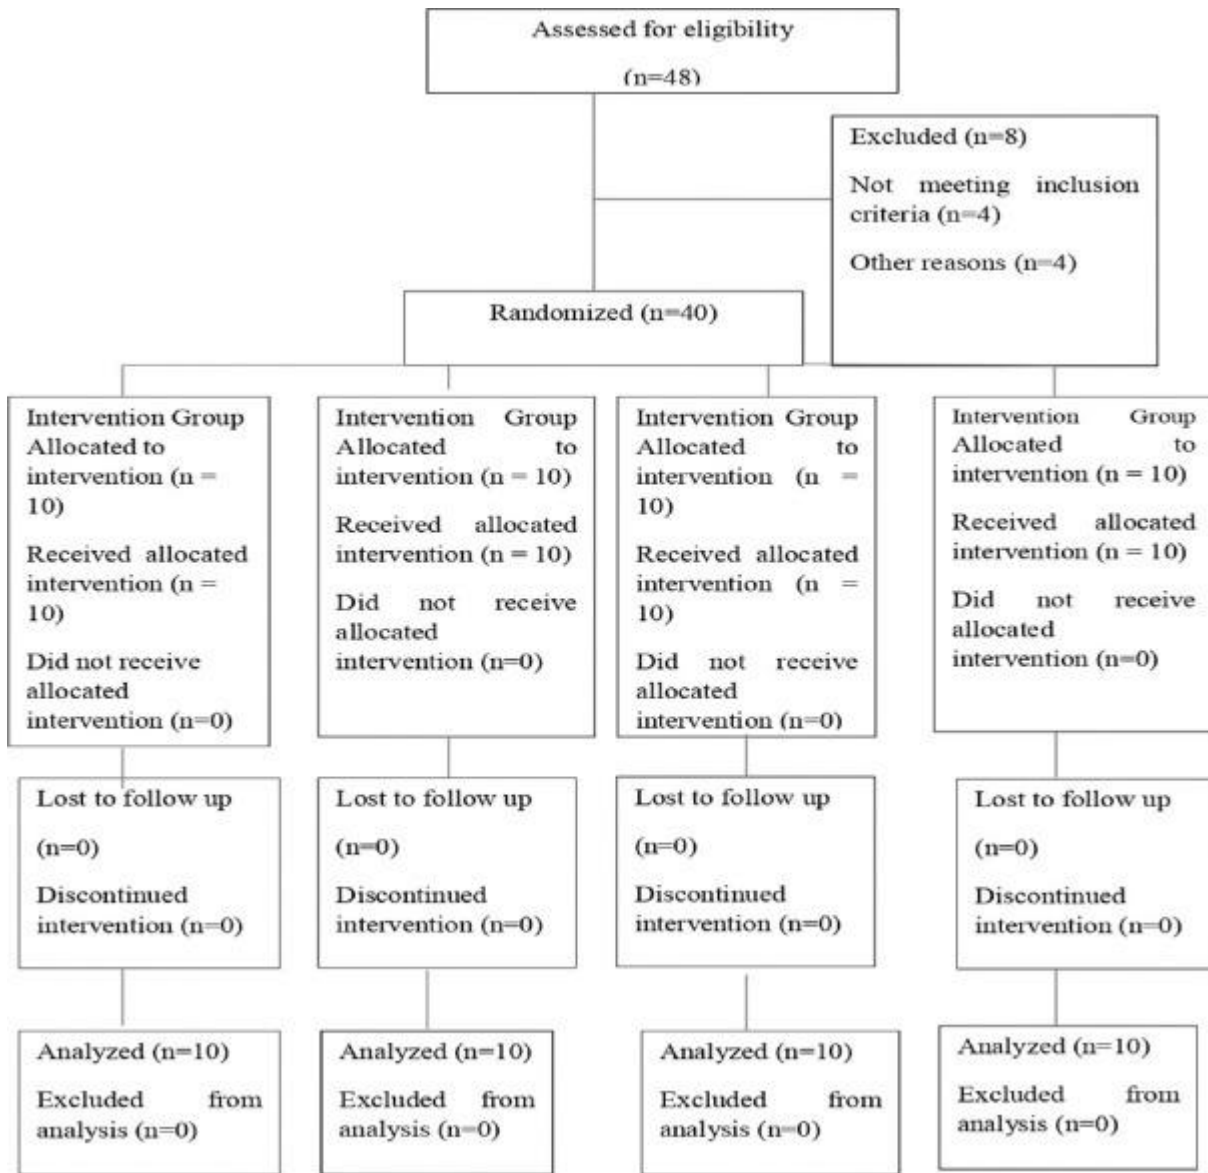 Assessed for eligibility
(n=48)
Excluded (n=8)
Not meeting inclusion
criteria (n=4)
Other reasons (n=4)
Randomized (n=40)
Intervention Group
Allocated to
intervention (n =
10)
Received allocated
intervention (n =
10)
Did not receive
allocated
intervention (n=0)
Intervention Group
Allocated to
intervention (n = 10)
Received allocated
intervention (n = 10)
Did not receive
allocated
intervention (n=0)
Intervention Group
Allocated to
intervention (n =
10)
Received allocated
intervention (n =
10)
Did not receive
allocated
intervention (n=0)
Intervention Group
Allocated to
intervention (n = 10)
Received allocated
intervention (n = 10)
Did not receive
allocated
intervention (n=0)
Lost to follow up
(n=0)
Discontinued
intervention (n=0)
Lost to follow up
(n=0)
Discontinued
intervention (n=0)
Lost to follow up
(n=0)
Discontinued
intervention (n=0)
Lost to follow up
(n=0)
Discontinued
intervention (n=0)
Analyzed (n=10)
Excluded from
analysis (n=0)
Analyzed (n=10)
Excluded from
analysis (n=0)
Analyzed (n=10)
Excluded from
analysis (n=0)
Analyzed (n=10)
Excluded from
analysis (n=0)